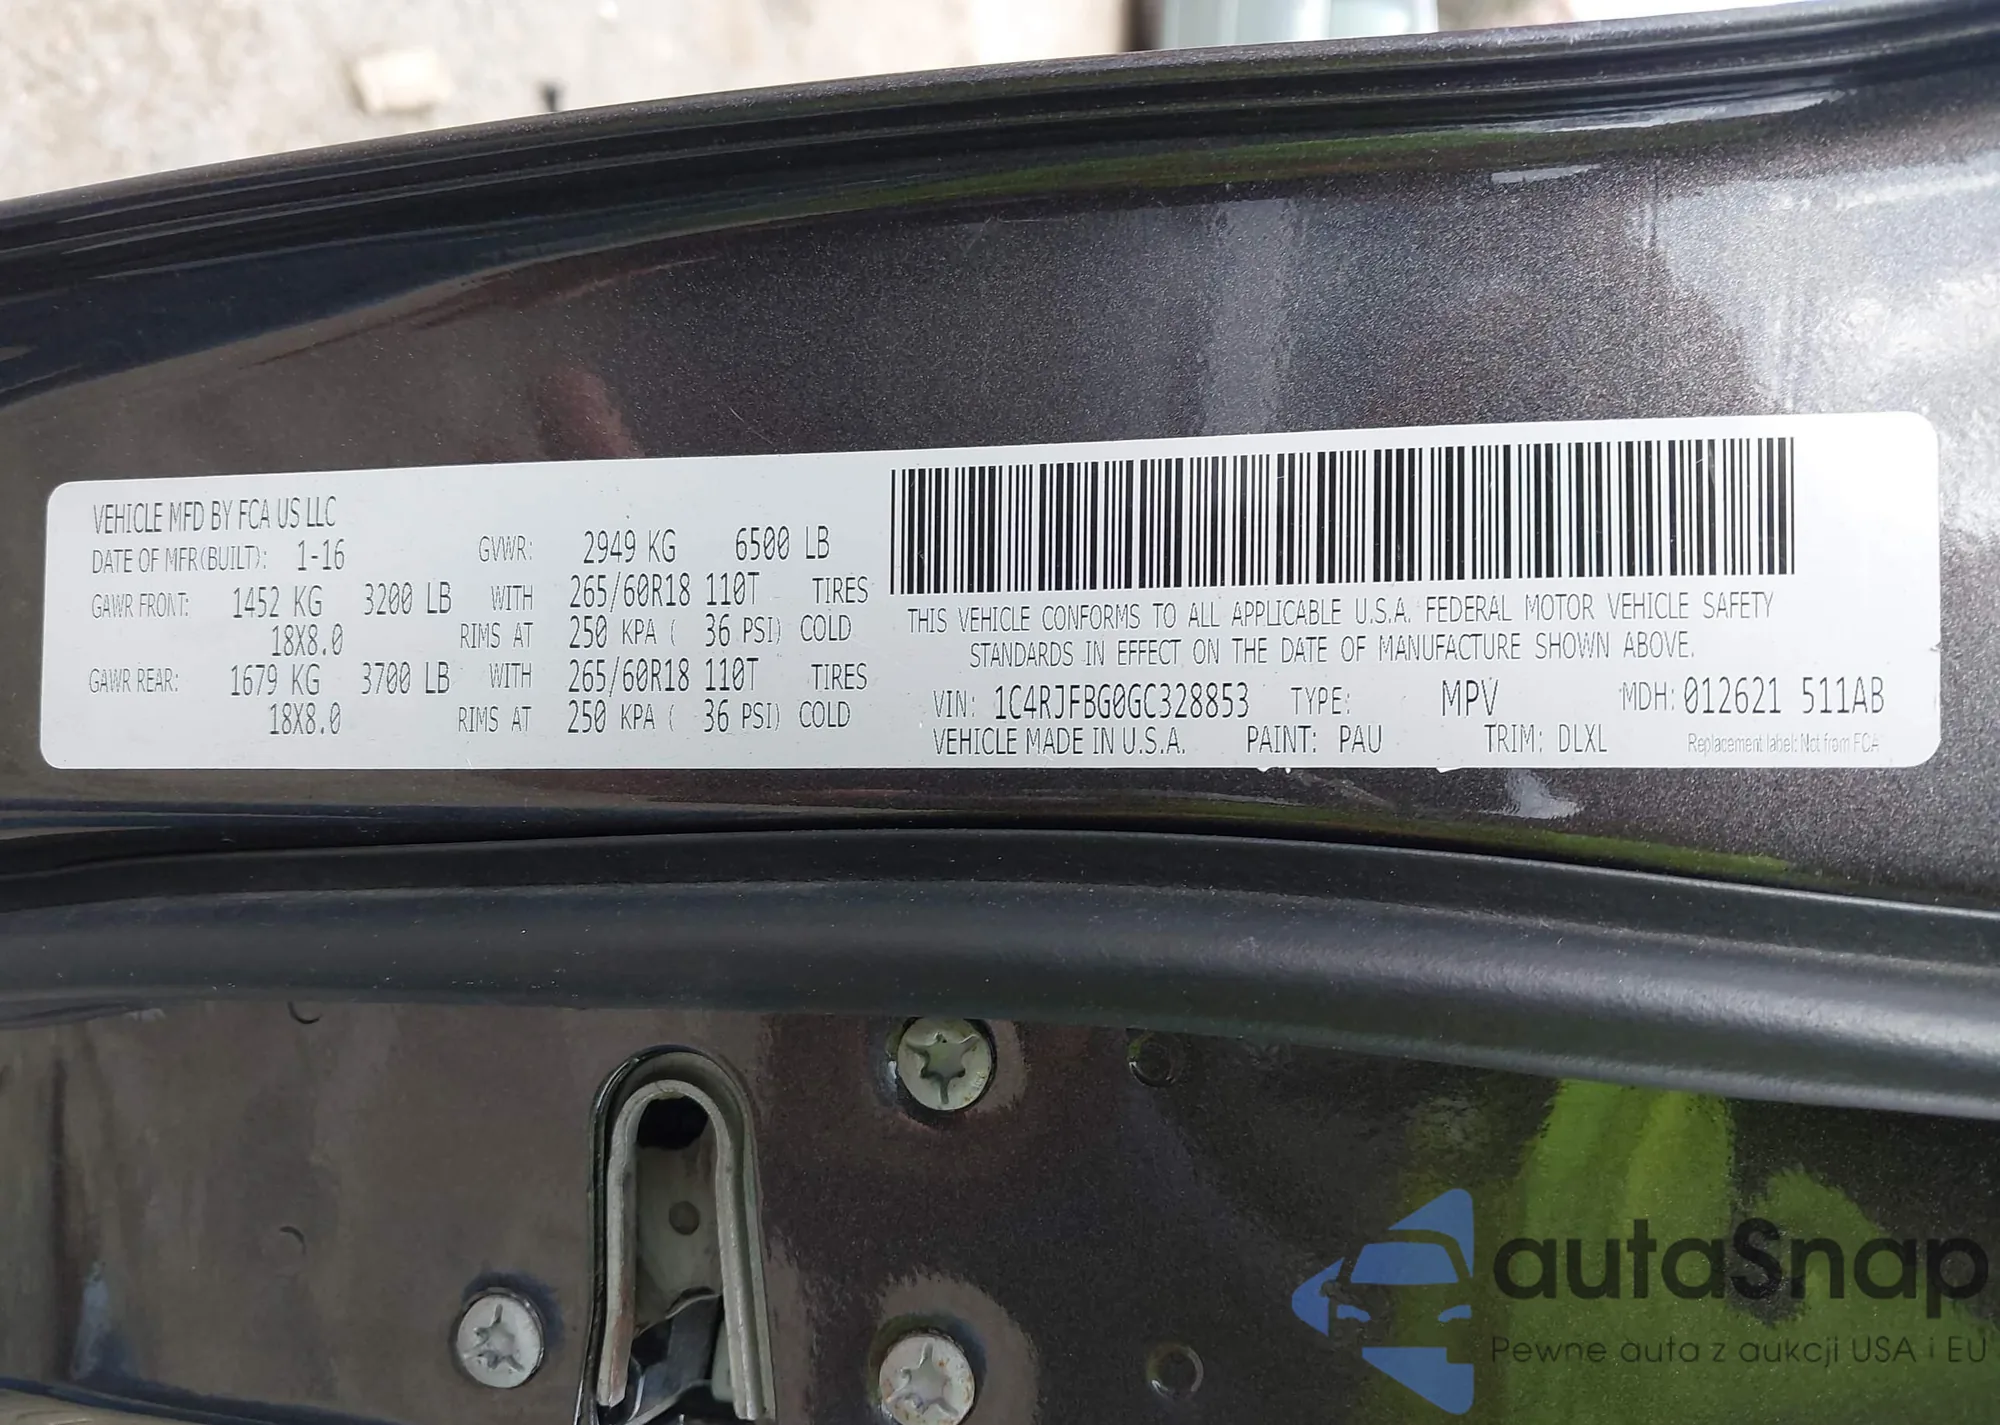 VEHICLE MFD BY FCA US LLC
DATE OF MFR(BUILT): 1-16 GVWR: 2949 KG 6500 LB
GAWR FRONT: 1452 KG 3200 LB WITH 265/60R18 110T TIRES
18X8.0 RIMS AT 250 KPA ( 36 PSI) COLD
GAWR REAR: 1679 KG 3700 LB WITH 265/60R18 110T TIRES
18X8.0 RIMS AT 250 KPA ( 36 PSI) COLD
THIS VEHICLE CONFORMS TO ALL APPLICABLE U.S.A. FEDERAL MOTOR VEHICLE SAFETY
STANDARDS IN EFFECT ON THE DATE OF MANUFACTURE SHOWN ABOVE.
VIN: 1C4RJFBG0GC328853 TYPE: MPV MDH: 012621 511AB
VEHICLE MADE IN U.S.A. PAINT: PAU TRIM: DLXL Replacement label: Not from FCA
autaSnap
Pewne auta z aukcji USA i EU